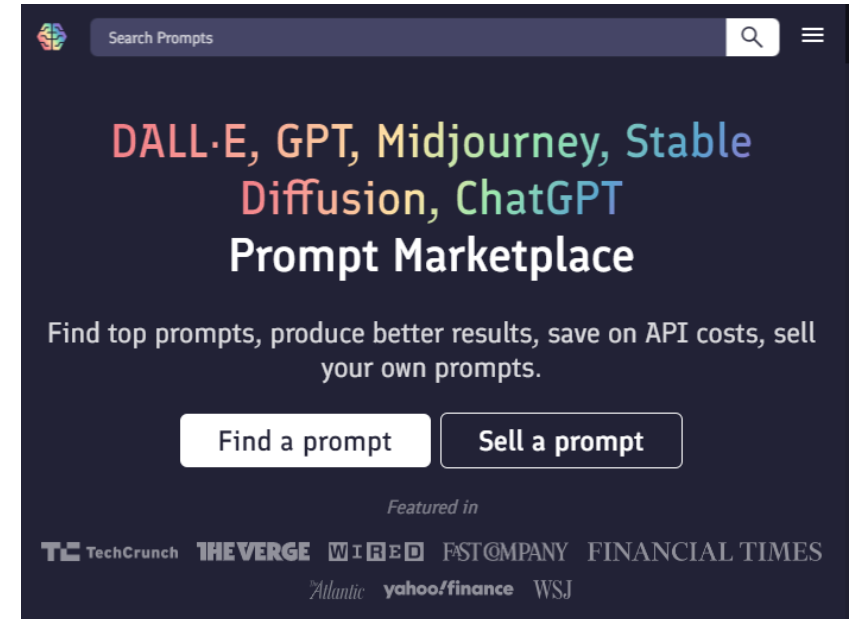 Search Prompts
DALL·E, GPT, Midjourney, Stable
Diffusion, ChatGPT
Prompt Marketplace
Find top prompts, produce better results, save on API costs, sell
your own prompts.
Find a prompt Sell a prompt
Featured in
TC TechCrunch THE VERGE WIRED FAST COMPANY FINANCIAL TIMES
The Atlantic yahoo!finance WSJ